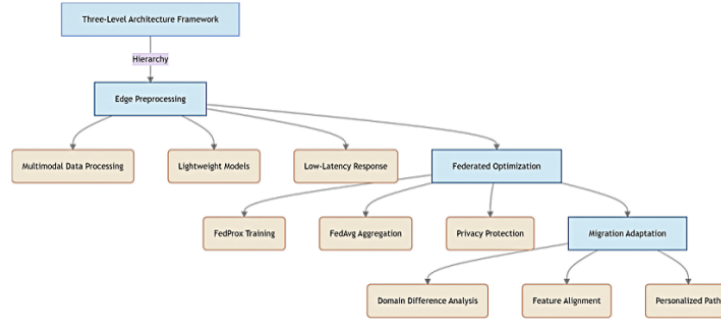 Three-Level Architecture Framework
Hierarchy
Edge Preprocessing
Multimodal Data Processing
Lightweight Models
Low-Latency Response
Federated Optimization
FedProx Training
FedAvg Aggregation
Privacy Protection
Migration Adaptation
Domain Difference Analysis
Feature Alignment
Personalized Path